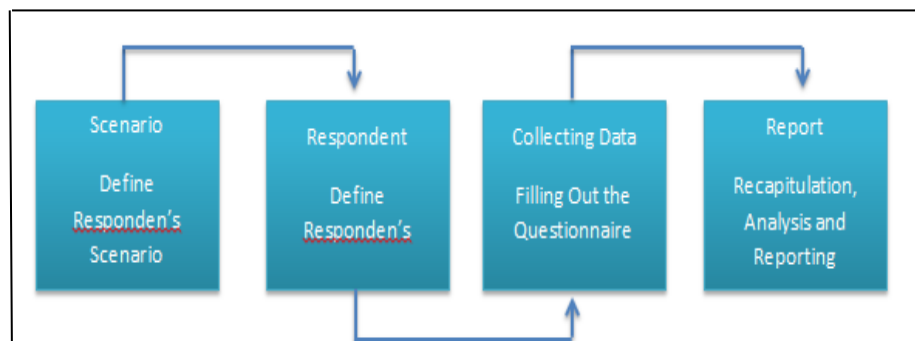 Scenario
Define
Responden's
Scenario
Respondent
Define
Responden's
Collecting Data
Filling Out the
Questionnaire
Report
Recapitulation,
Analysis and
Reporting